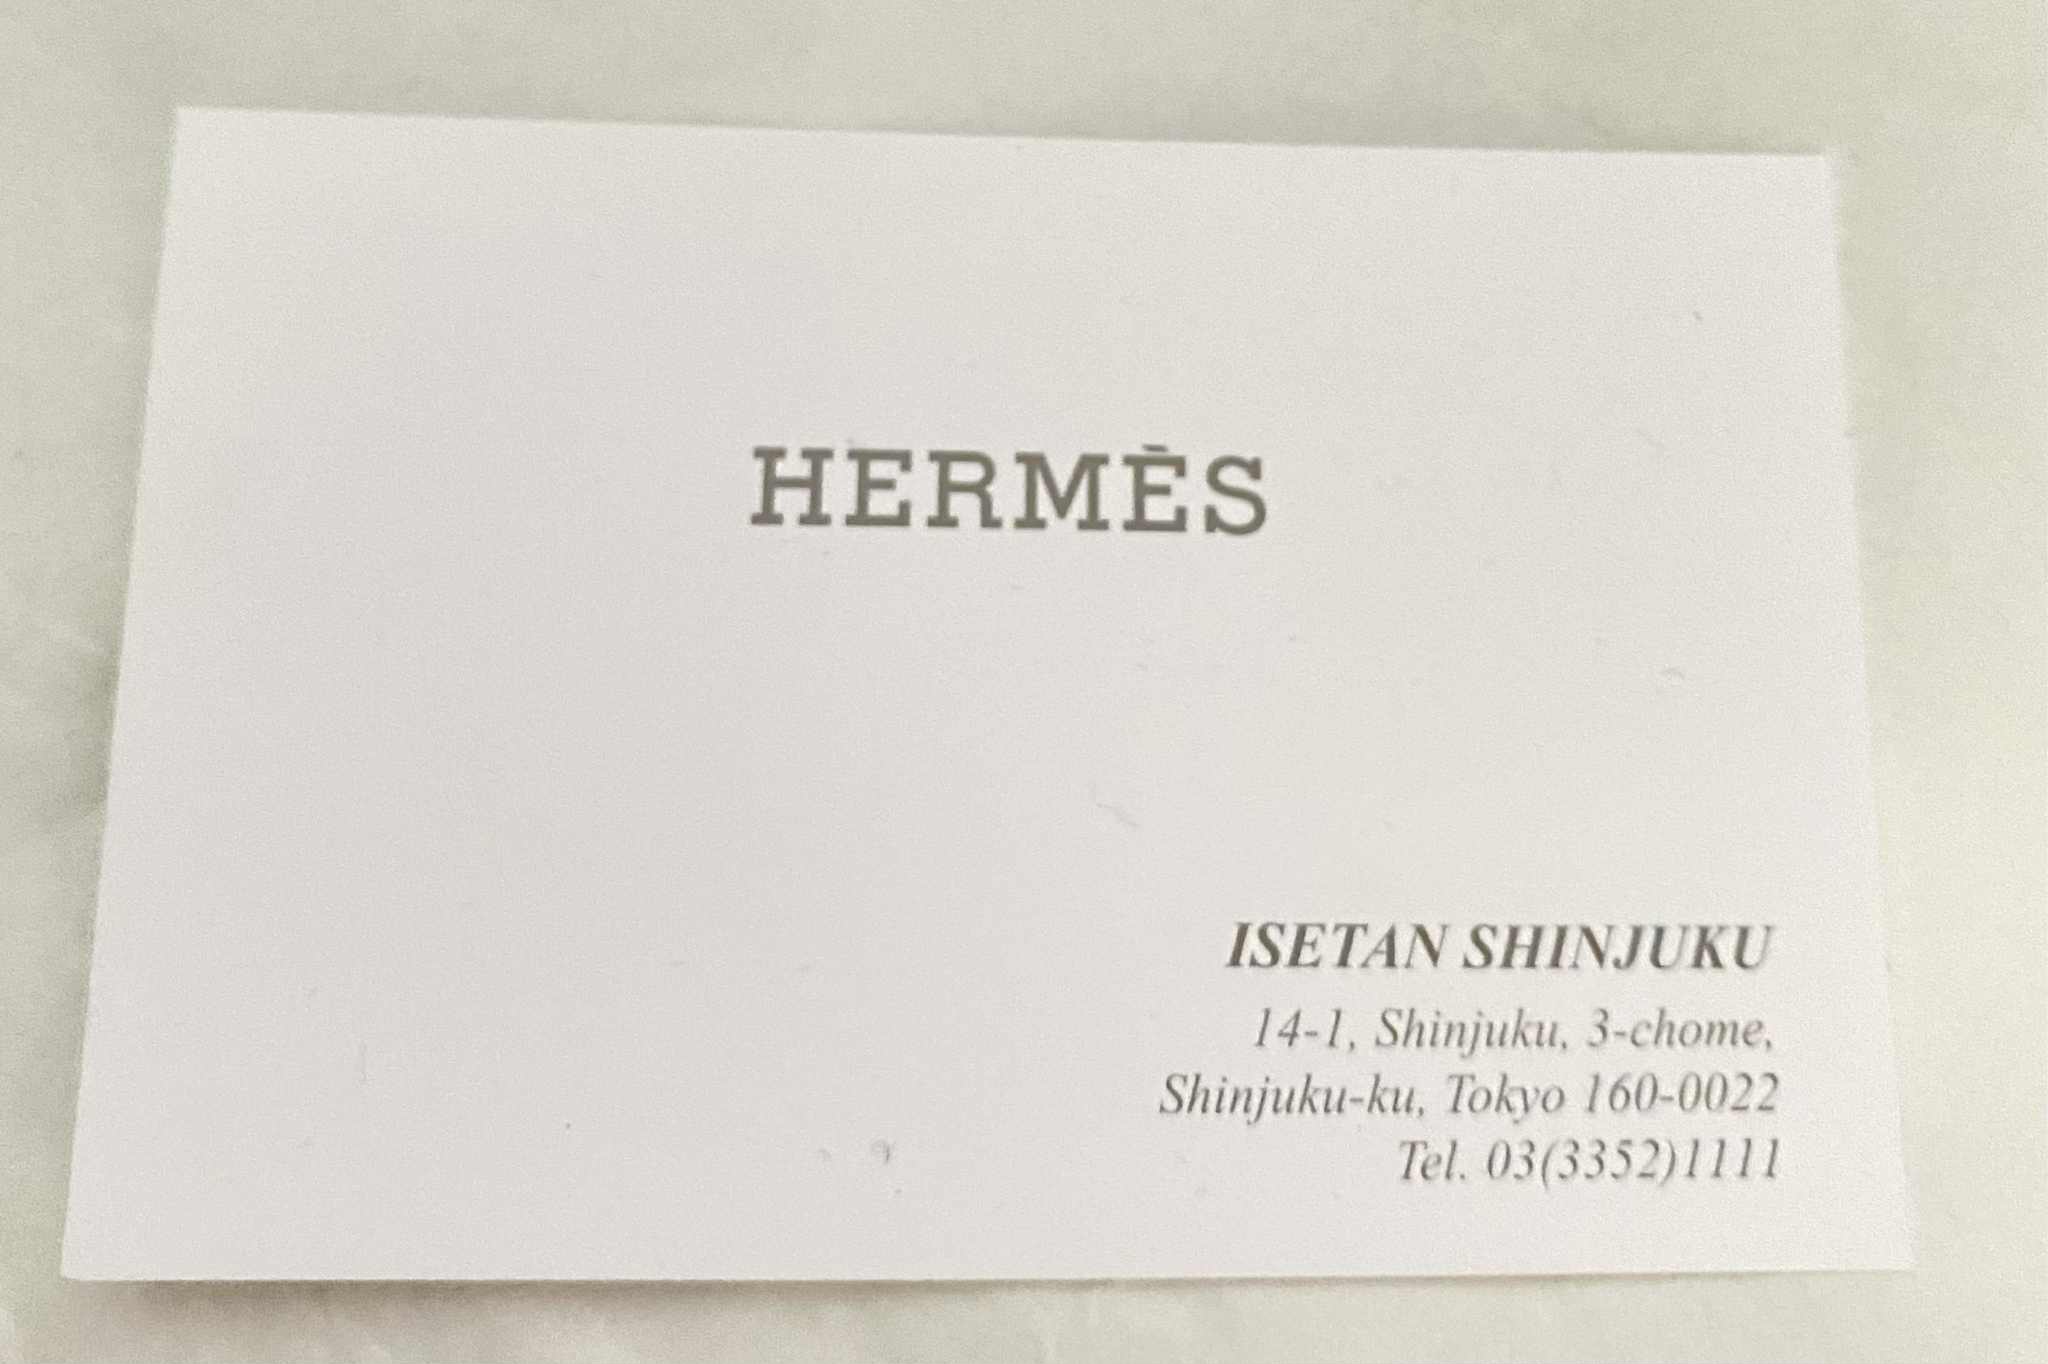 HERMÈS
ISETAN SHINJUKU
14-1, Shinjuku, 3-chome,
Shinjuku-ku, Tokyo 160-0022
Tel. 03(3352)1111